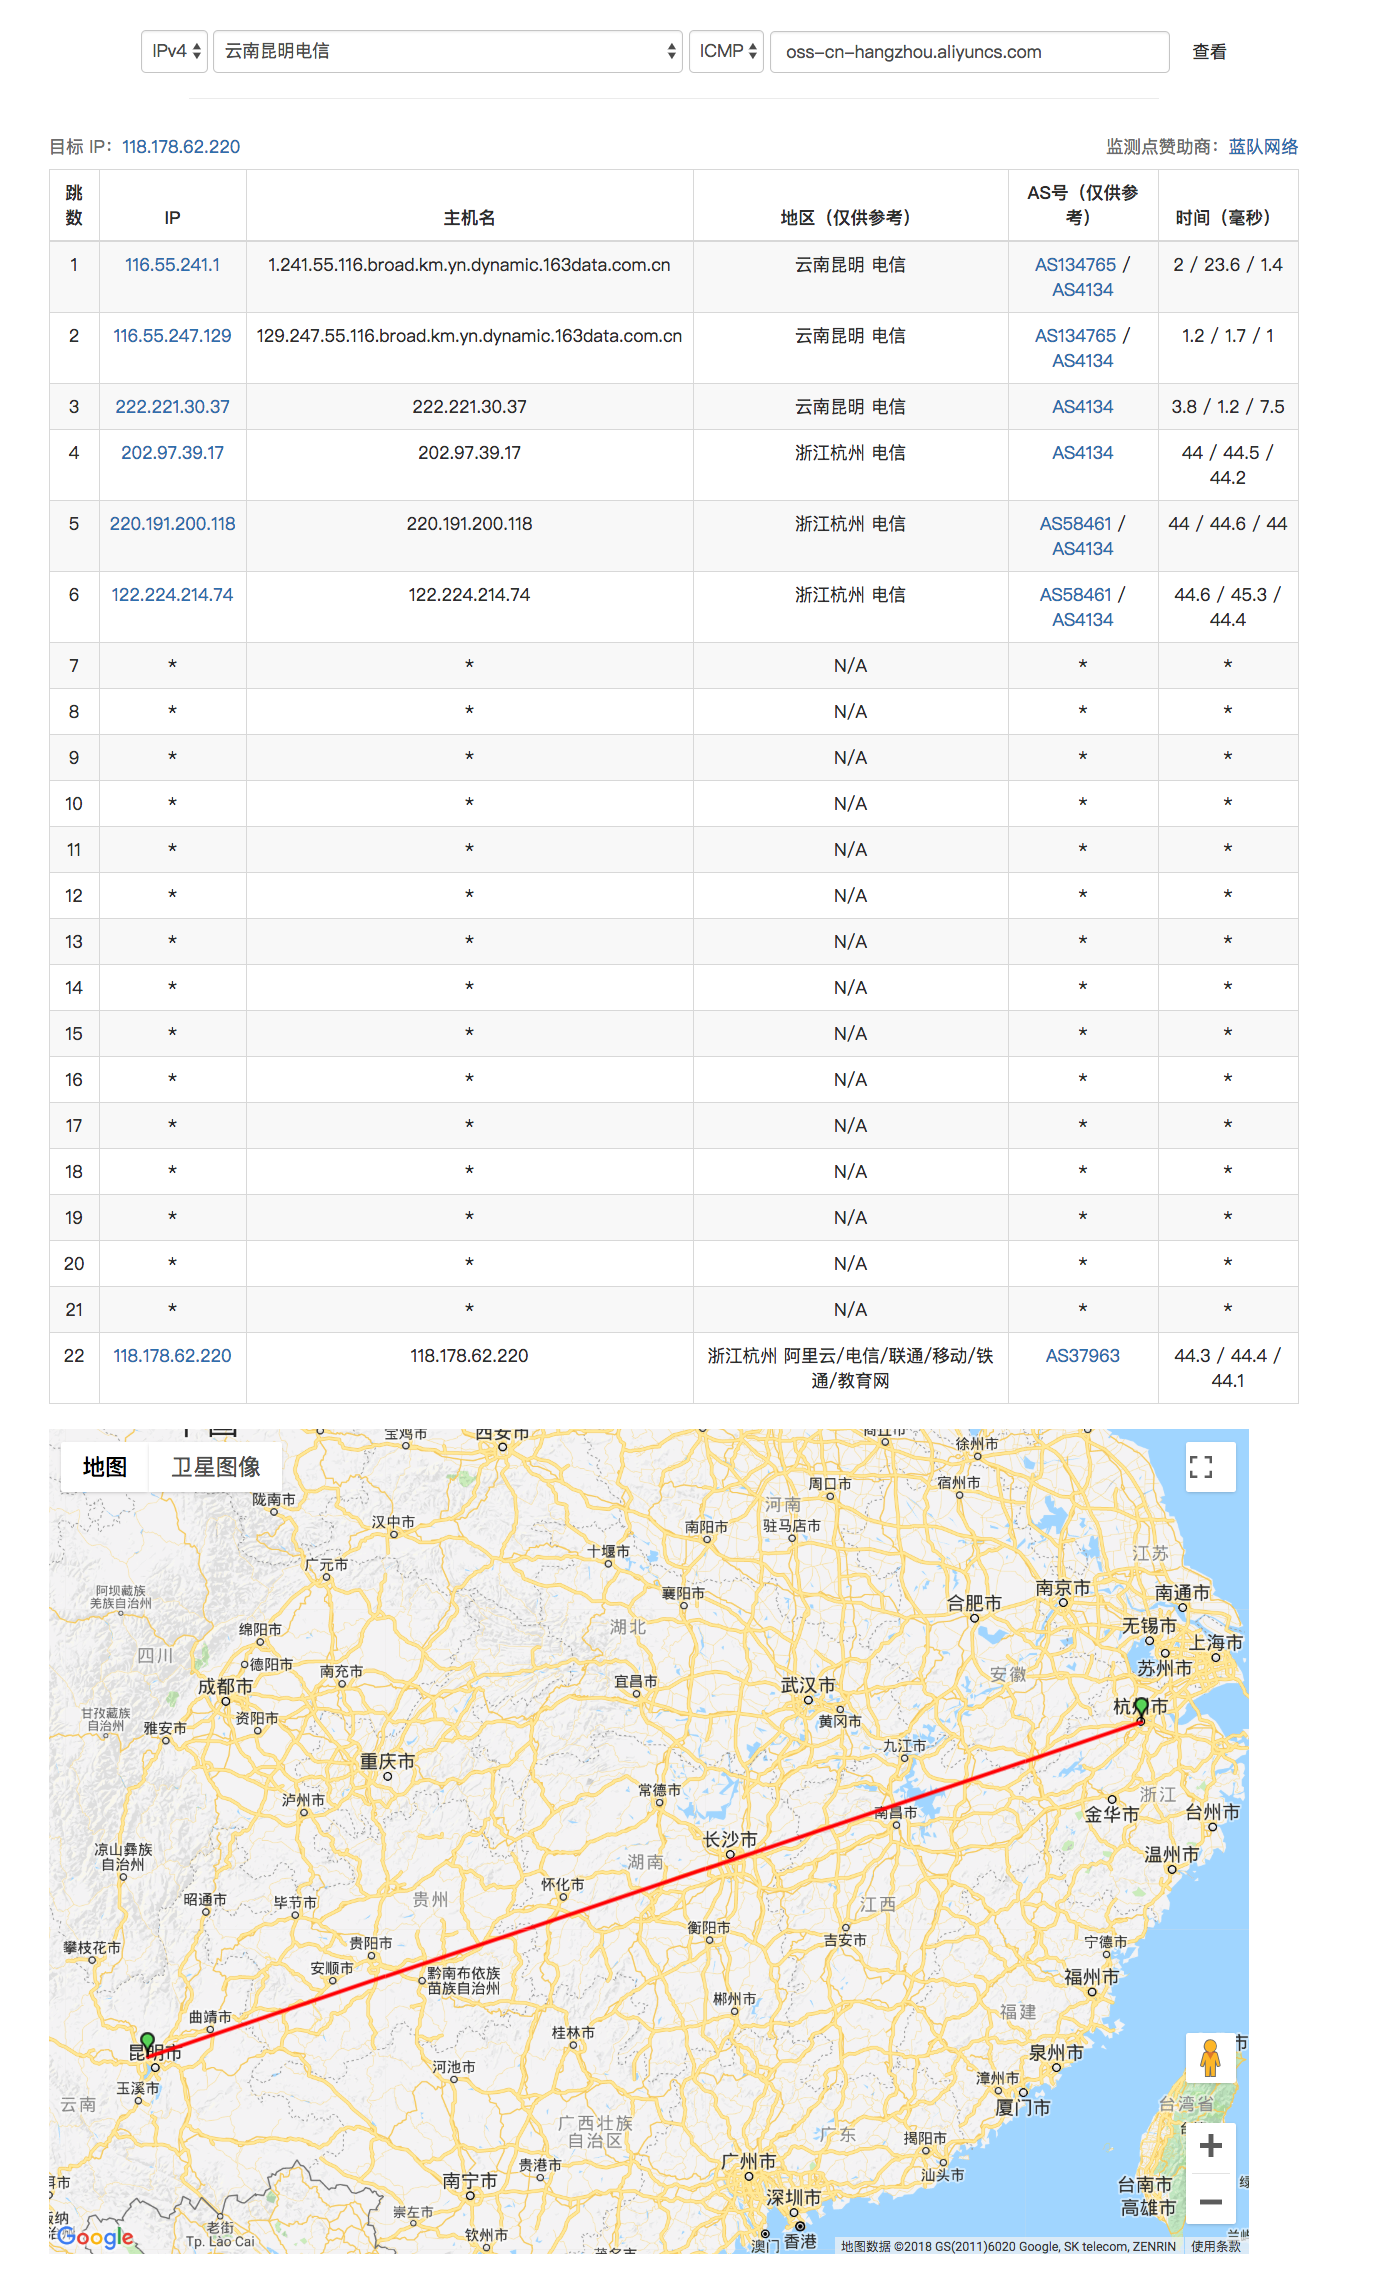 IPv4 云南昆明电信 ICMP oss-cn-hangzhou.aliyuncs.com 查看
目标 IP：118.178.62.220 监测点赞助商：蓝队网络
跳数 IP 主机名 地区（仅供参考） AS号（仅供参考） 时间（毫秒）
1 116.55.241.1 1.241.55.116.broad.km.yn.dynamic.163data.com.cn 云南昆明 电信 AS134765 / AS4134 2 / 23.6 / 1.4
2 116.55.247.129 129.247.55.116.broad.km.yn.dynamic.163data.com.cn 云南昆明 电信 AS134765 / AS4134 1.2 / 1.7 / 1
3 222.221.30.37 222.221.30.37 云南昆明 电信 AS4134 3.8 / 1.2 / 7.5
4 202.97.39.17 202.97.39.17 浙江杭州 电信 AS4134 44 / 44.5 / 44.2
5 220.191.200.118 220.191.200.118 浙江杭州 电信 AS58461 / AS4134 44 / 44.6 / 44
6 122.224.214.74 122.224.214.74 浙江杭州 电信 AS58461 / AS4134 44.6 / 45.3 / 44.4
7 * * N/A * *
8 * * N/A * *
9 * * N/A * *
10 * * N/A * *
11 * * N/A * *
12 * * N/A * *
13 * * N/A * *
14 * * N/A * *
15 * * N/A * *
16 * * N/A * *
17 * * N/A * *
18 * * N/A * *
19 * * N/A * *
20 * * N/A * *
21 * * N/A * *
22 118.178.62.220 118.178.62.220 浙江杭州 阿里云/电信/联通/移动/铁通/教育网 AS37963 44.3 / 44.4 / 44.1
宝鸡市 西安市 商丘市
徐州市
地图 卫星图像
周口市 宿州市
陇南市 河南
汉中市 南阳市 驻马店市
十堰市 江苏
广元市
阿坝藏族
羌族自治州 襄阳市 合肥市 南京市 南通市
绵阳市 湖北 无锡市
四川 德阳市 南充市 上海市
成都市 宜昌市 武汉市 安徽 苏州市
甘孜藏族
自治州 雅安市 资阳市 黄冈市 杭州市
重庆市 九江市
泸州市 常德市 浙江
南昌市 金华市 台州市
凉山彝族
自治州 长沙市 温州市
湖南
昭通市 毕节市 贵州 怀化市 江西
攀枝花市 贵阳市 衡阳市 吉安市 宁德市
安顺市 黔南布依族
苗族自治州 福州市
曲靖市 郴州市 福建
昆明市 桂林市 泉州市 市
玉溪市 河池市 漳州市
云南 厦门市 台湾省
广西壮族
自治区 广东 揭阳市
广州市
贵港市 汕头市
南宁市 台南市
深圳市 高雄市
崇左市
老街
Tp. Lào Cai 钦州市 澳门 香港
Google 茂名市 地图数据 ©2018 GS(2011)6020 Google, SK telecom, ZENRIN 使用条款